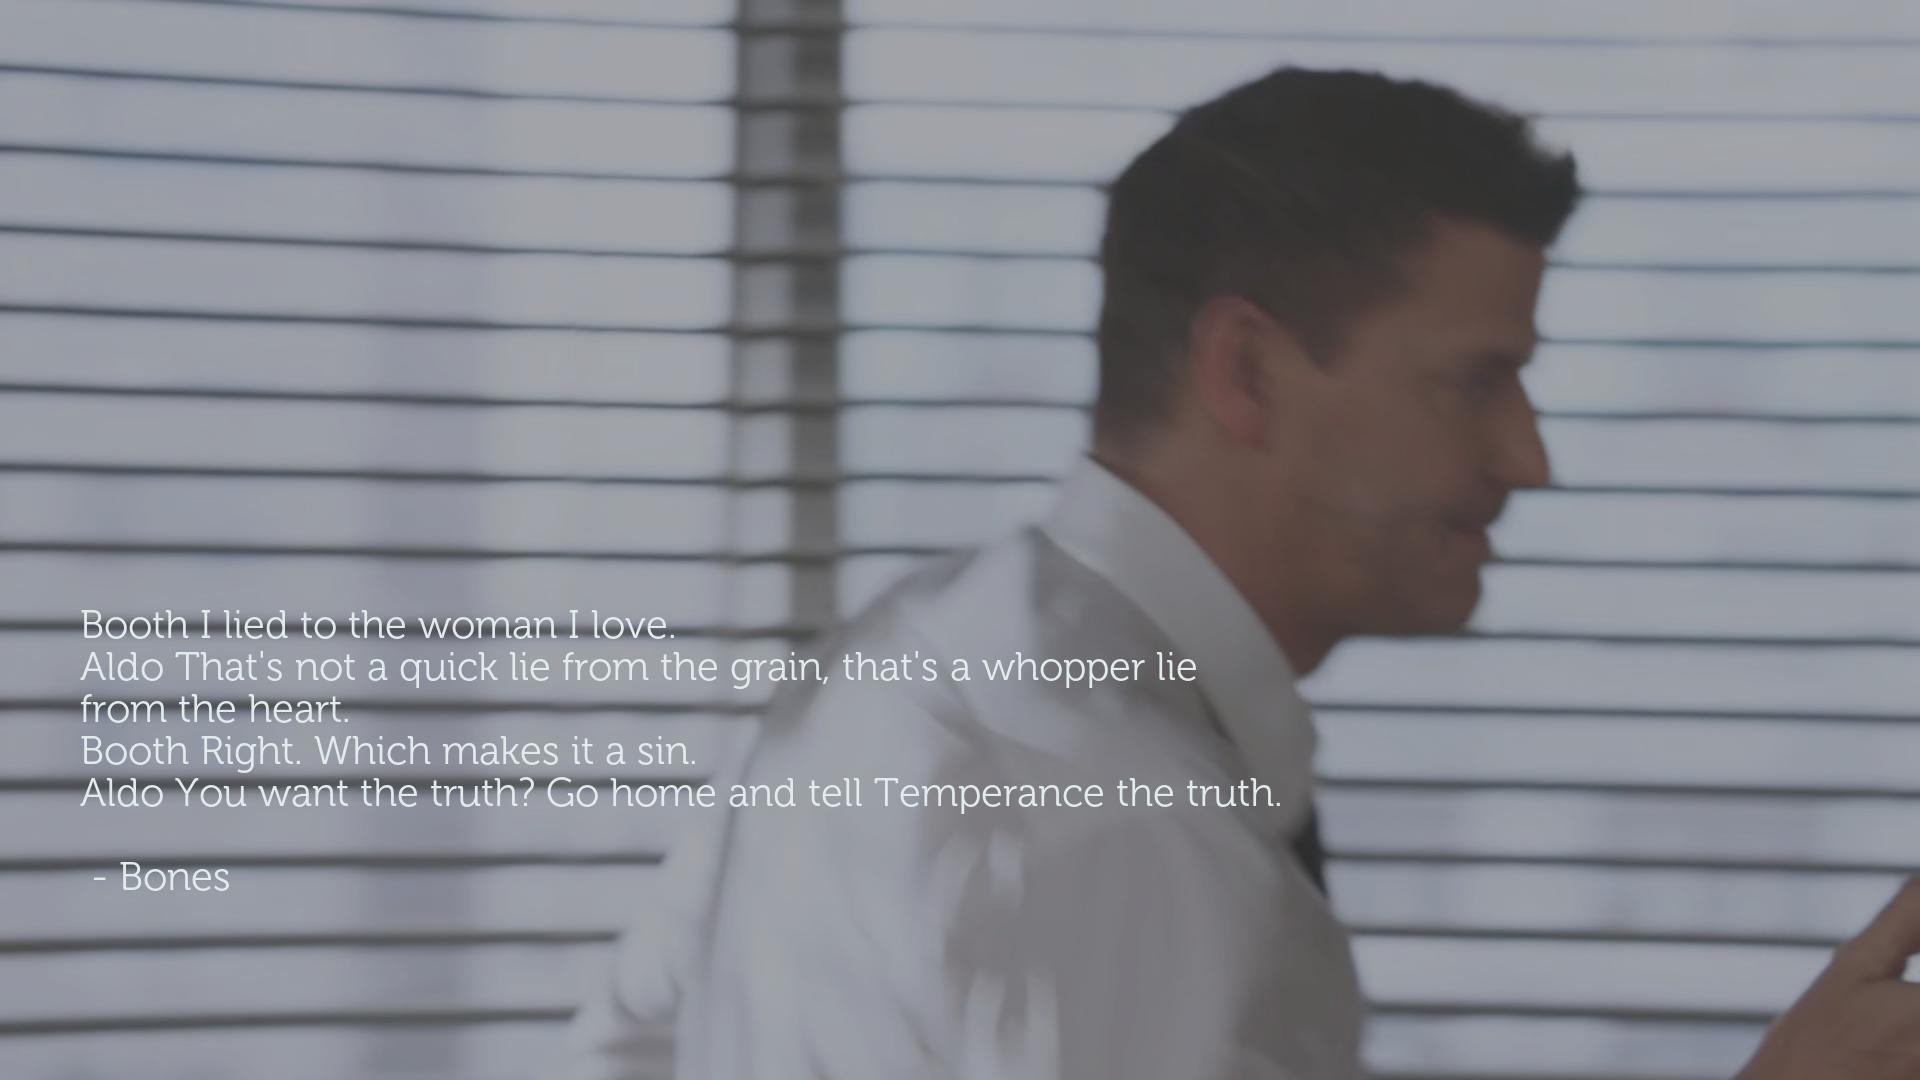 Booth I lied to the woman I love.
Aldo That's not a quick lie from the grain, that's a whopper lie
from the heart.
Booth Right. Which makes it a sin.
Aldo You want the truth? Go home and tell Temperance the truth.
- Bones